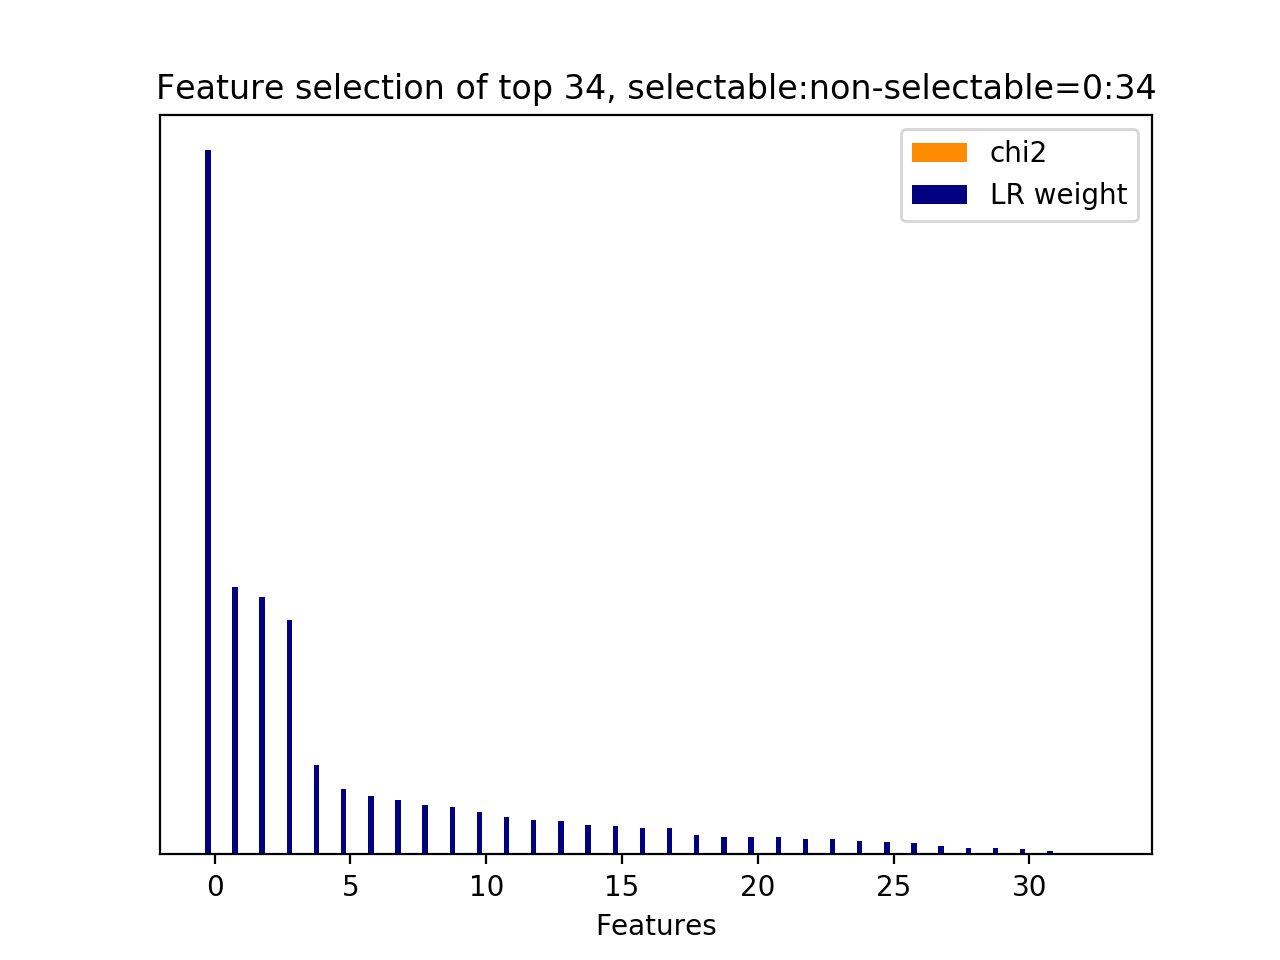 Feature selection of top 34, selectable:non-selectable=0:34
chi2
LR weight
0 5 10 15 20 25 30
Features